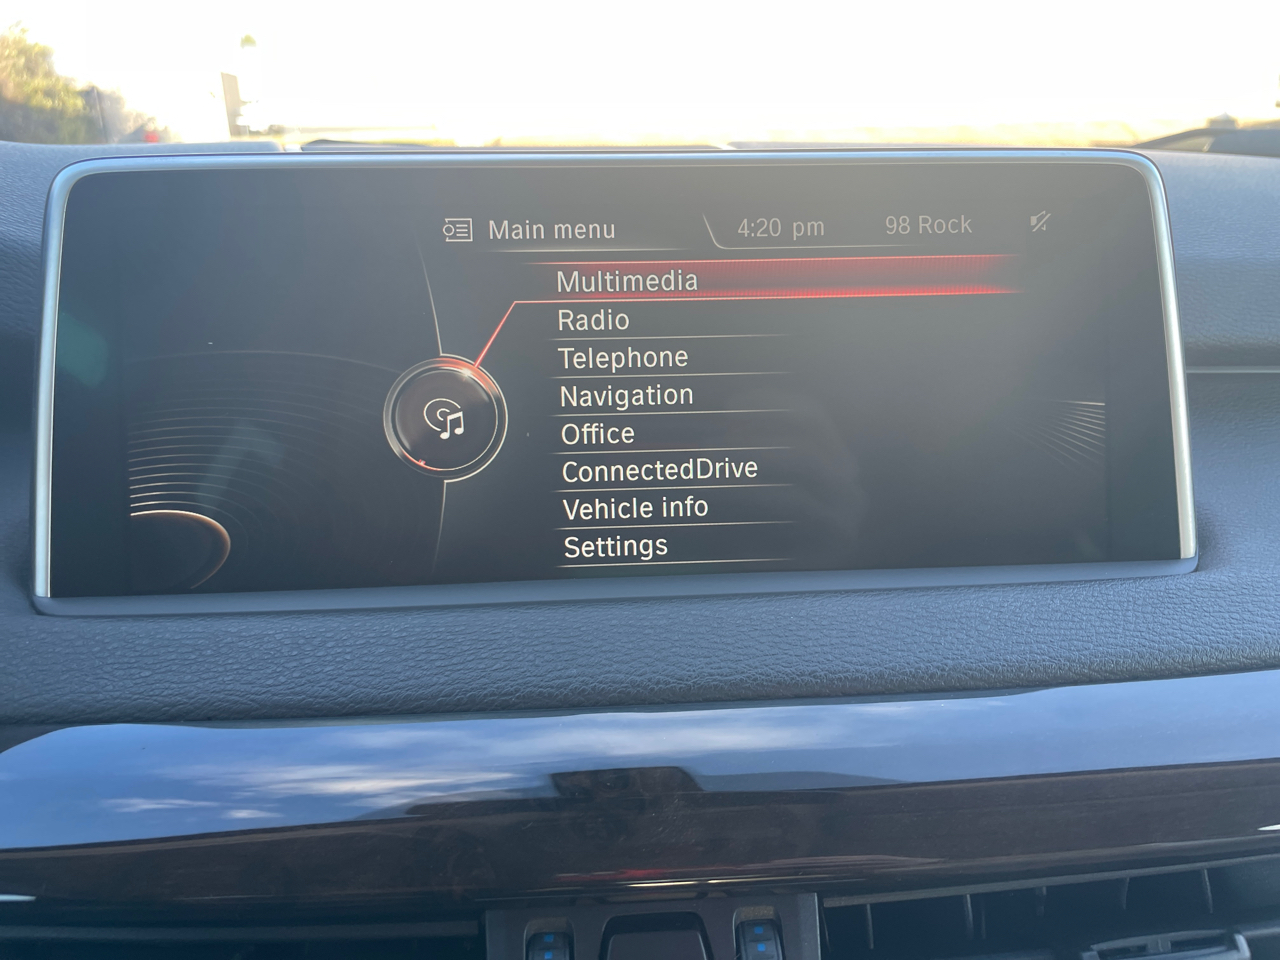 Main menu 4:20 pm 98 Rock
Multimedia
Radio
Telephone
Navigation
Office
ConnectedDrive
Vehicle info
Settings